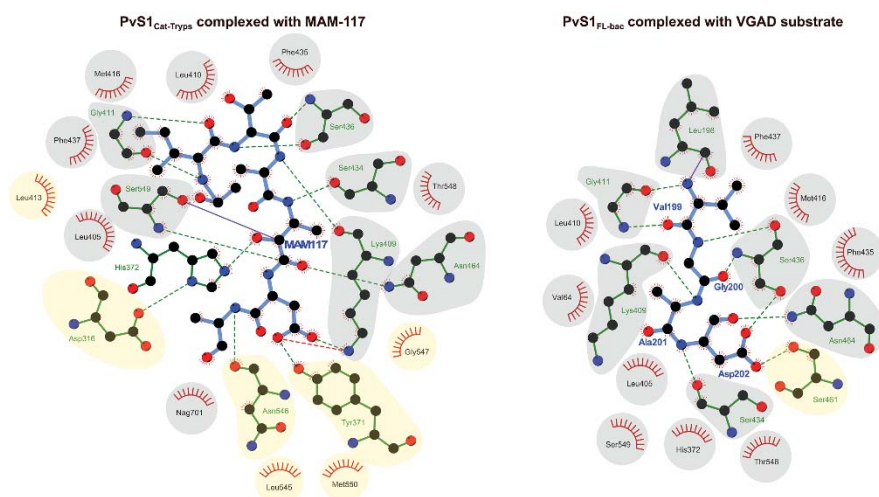 PvS1Cat-Tryps complexed with MAM-117
Phe435
Met416
Leu410
Gly411
Ser436
Phe437
Ser434
Leu413
Ser549
Thr548
Leu405
MAM117
Lys409
His372
Asn464
Asp316
Gly547
Nag701
Asn546
Tyr371
Leu545
Met550
PvS1FL-bac complexed with VGAD substrate
Leu198
Phe437
Gly411
Val199
Met416
Leu410
Ser436
Phe435
Gly200
Val64
Lys409
Asn464
Ala201
Asp202
Leu405
Ser461
Ser434
Ser549
His372
Thr548